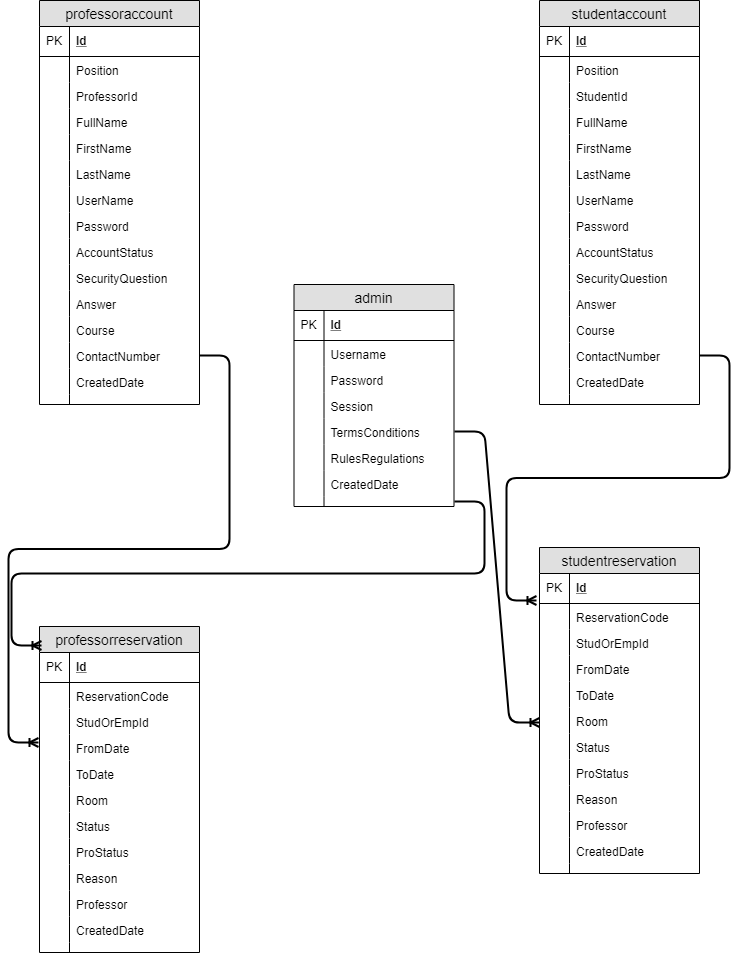 professoraccount
PK Id
Position
ProfessorId
FullName
FirstName
LastName
UserName
Password
AccountStatus
SecurityQuestion
Answer
Course
ContactNumber
CreatedDate
studentaccount
PK Id
Position
StudentId
FullName
FirstName
LastName
UserName
Password
AccountStatus
SecurityQuestion
Answer
Course
ContactNumber
CreatedDate
admin
PK Id
Username
Password
Session
TermsConditions
RulesRegulations
CreatedDate
professorreservation
PK Id
ReservationCode
StudOrEmpId
FromDate
ToDate
Room
Status
ProStatus
Reason
Professor
CreatedDate
studentreservation
PK Id
ReservationCode
StudOrEmpId
FromDate
ToDate
Room
Status
ProStatus
Reason
Professor
CreatedDate